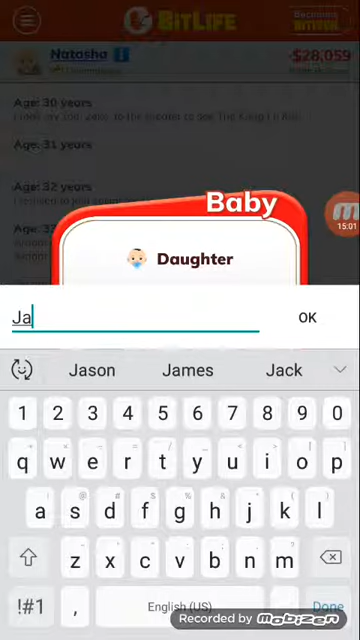 BITLIFE
Become a
BITIZEN
Natasha
-$28,059
Age: 30 years
Age: 31 years
Age: 32 years
Baby
15:01
Daughter
Ja
OK
Jason James Jack
1 2 3 4 5 6 7 8 9 0
q w e r t y u i o p
a s d f g h j k l
z x c v b n m
!#1 , English (US) Done
Recorded by MOBIZEN